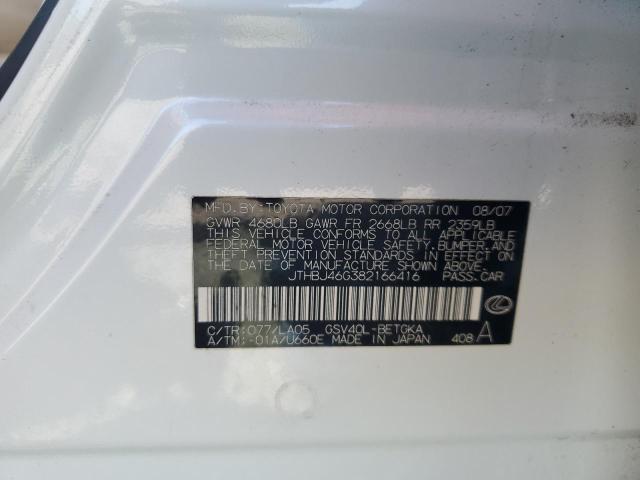 MFD.BY:TOYOTA MOTOR CORPORATION 08/07
GVWR 4680LB GAWR FR 2668LB RR 2359LB
THIS VEHICLE CONFORMS TO ALL APPLICABLE
FEDERAL MOTOR VEHICLE SAFETY, BUMPER, AND
THEFT PREVENTION STANDARDS IN EFFECT ON
THE DATE OF MANUFACTURE SHOWN ABOVE.
JTHBJ46G382166416 PASS.CAR
C/TR:077/LA05 GSV40L-BETGKA
A/TM:-01A/U660E MADE IN JAPAN 408 A